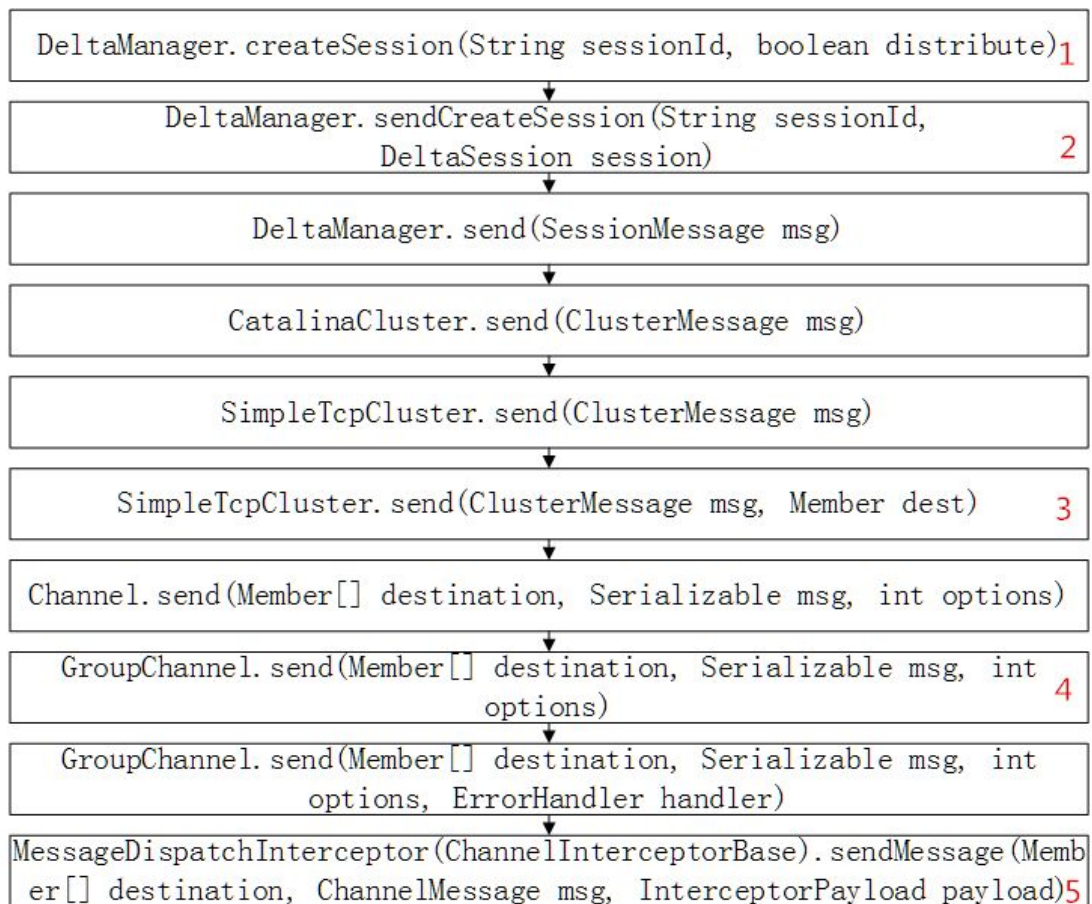 DeltaManager.createSession(String sessionId, boolean distribute) 1
DeltaManager.sendCreateSession(String sessionId,
DeltaSession session) 2
DeltaManager.send(SessionMessage msg)
CatalinaCluster.send(ClusterMessage msg)
SimpleTcpCluster.send(ClusterMessage msg)
SimpleTcpCluster.send(ClusterMessage msg, Member dest) 3
Channel.send(Member[] destination, Serializable msg, int options)
GroupChannel.send(Member[] destination, Serializable msg, int
options) 4
GroupChannel.send(Member[] destination, Serializable msg, int
options, ErrorHandler handler)
MessageDispatchInterceptor(ChannelInterceptorBase).sendMessage(Memb
er[] destination, ChannelMessage msg, InterceptorPayload payload) 5